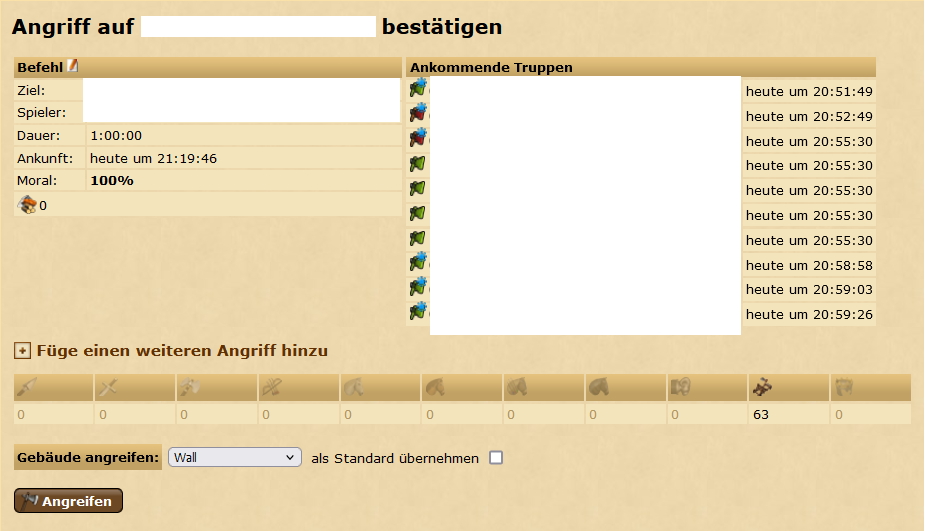 Angriff auf bestätigen
Befehl
Ziel:
Spieler:
Dauer: 1:00:00
Ankunft: heute um 21:19:46
Moral: 100%
0
Ankommende Truppen
heute um 20:51:49
heute um 20:52:49
heute um 20:55:30
heute um 20:55:30
heute um 20:55:30
heute um 20:55:30
heute um 20:55:30
heute um 20:58:58
heute um 20:59:03
heute um 20:59:26
Füge einen weiteren Angriff hinzu
0 0 0 0 0 0 0 0 0 63 0
Gebäude angreifen: Wall als Standard übernehmen
Angreifen